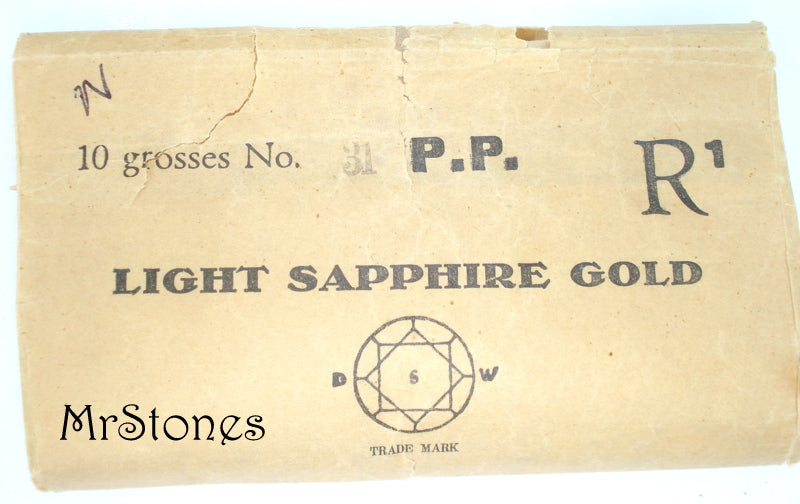 N
10 grosses No. 31 P.P. R¹
LIGHT SAPPHIRE GOLD
D S W
TRADE MARK
MrStones